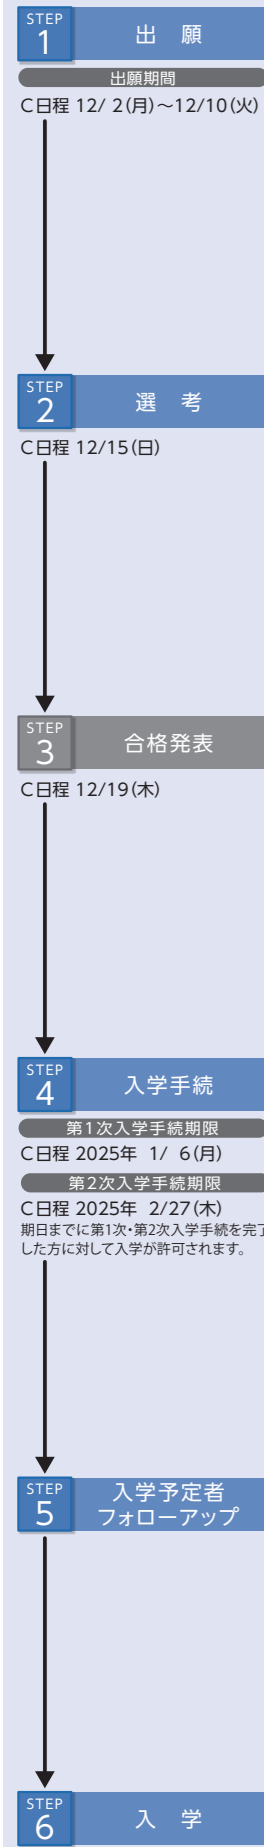 STEP
1
出 願
出願期間
C日程 12/ 2(月)～12/10(火)
STEP
2
選 考
C日程 12/15(日)
STEP
3
合格発表
C日程 12/19(木)
STEP
4
入学手続
第1次入学手続期限
C日程 2025年 1/ 6(月)
第2次入学手続期限
C日程 2025年 2/27(木)
期日までに第1次・第2次入学手続を完了
した方に対して入学が許可されます。
STEP
5
入学予定者
フォローアップ
STEP
6
入 学